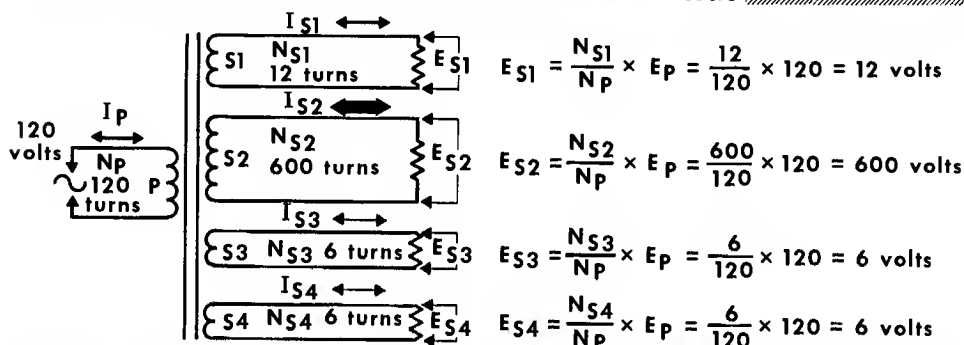 I S1
S1 N S1 E S1 E S1 = N S1 / N P × E P = 12 / 120 × 120 = 12 volts
12 turns
I S2
120 volts
I P
N P
120 turns
P
S2 N S2 E S2 E S2 = N S2 / N P × E P = 600 / 120 × 120 = 600 volts
600 turns
I S3
S3 N S3 6 turns E S3 E S3 = N S3 / N P × E P = 6 / 120 × 120 = 6 volts
I S4
S4 N S4 6 turns E S4 E S4 = N S4 / N P × E P = 6 / 120 × 120 = 6 volts